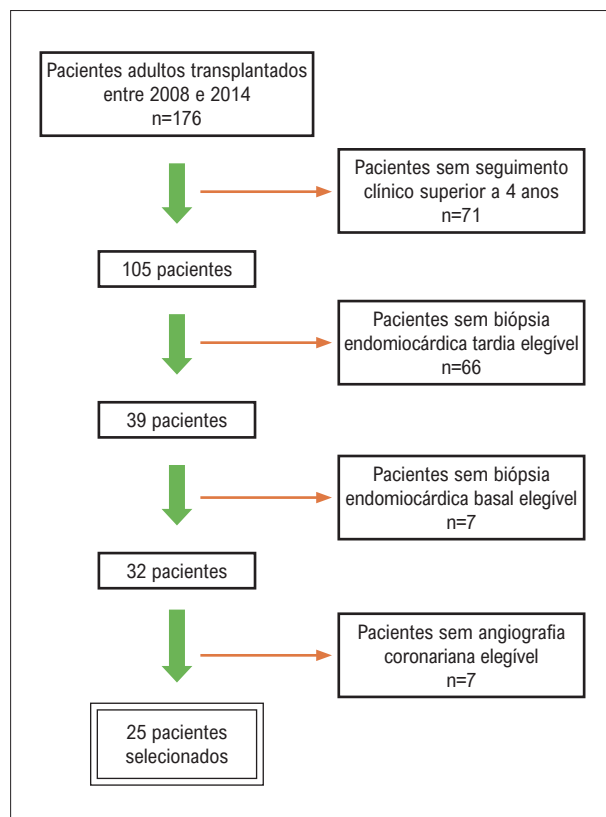 Pacientes adultos transplantados
entre 2008 e 2014
n=176
Pacientes sem seguimento
clínico superior a 4 anos
n=71
105 pacientes
Pacientes sem biópsia
endomiocárdica tardia elegível
n=66
39 pacientes
Pacientes sem biópsia
endomiocárdica basal elegível
n=7
32 pacientes
Pacientes sem angiografia
coronariana elegível
n=7
25 pacientes
selecionados